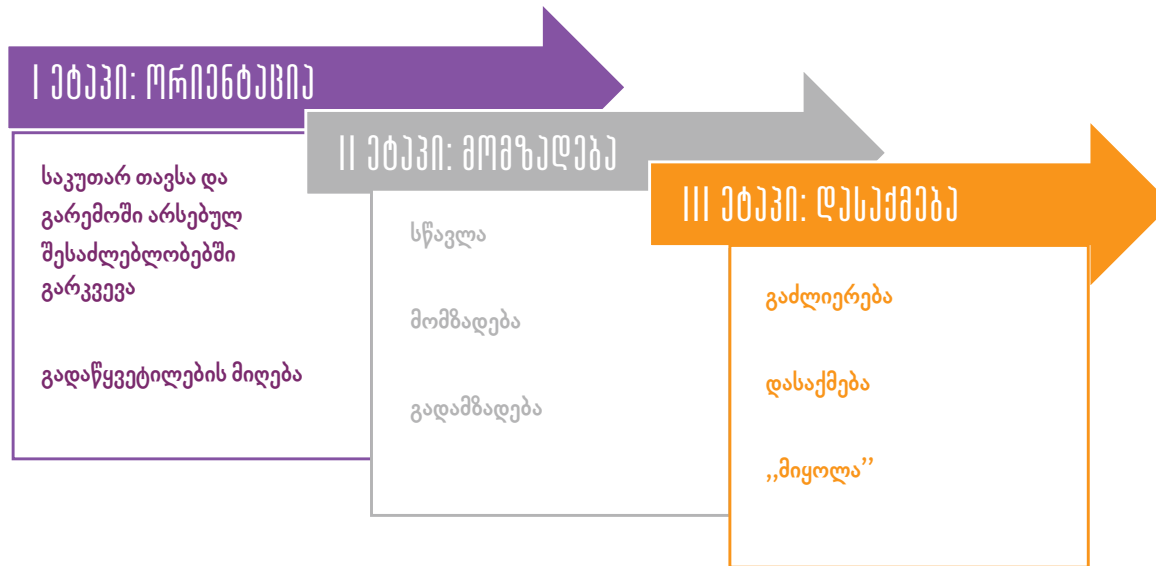 I ეტაპი: ორიენტაცია
საკუთარ თავსა და
გარემოში არსებულ
შესაძლებლობებში
გარკვევა
გადაწყვეტილების მიღება
II ეტაპი: მომზადება
სწავლა
მომზადება
გადამზადება
III ეტაპი: დასაქმება
გაძლიერება
დასაქმება
,,მიყოლა’’